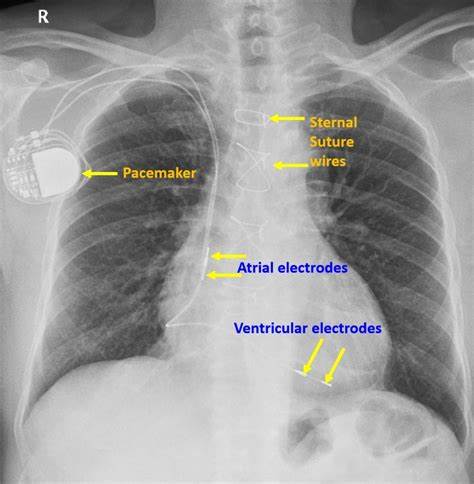 R
Sternal
Suture
wires
Pacemaker
Atrial electrodes
Ventricular electrodes